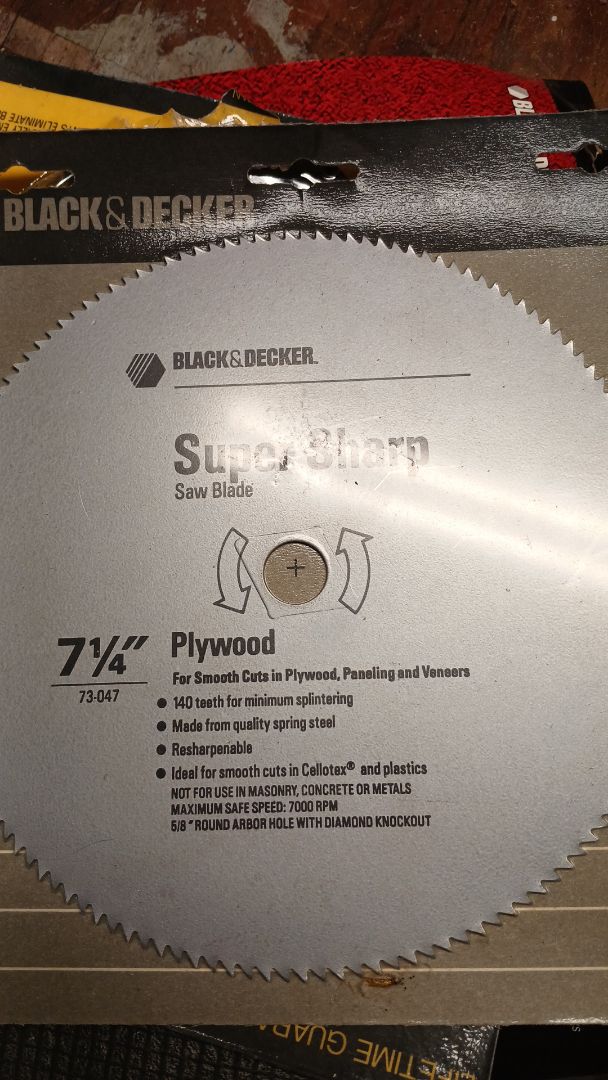 BLACK&DECKER
BLACK&DECKER
Super Sharp
Saw Blade
7 1/4"
73-047
Plywood
For Smooth Cuts in Plywood, Paneling and Veneers
● 140 teeth for minimum splintering
● Made from quality spring steel
● Resharpenable
● Ideal for smooth cuts in Cellotex® and plastics
NOT FOR USE IN MASONRY, CONCRETE OR METALS
MAXIMUM SAFE SPEED: 7000 RPM
5/8" ROUND ARBOR HOLE WITH DIAMOND KNOCKOUT